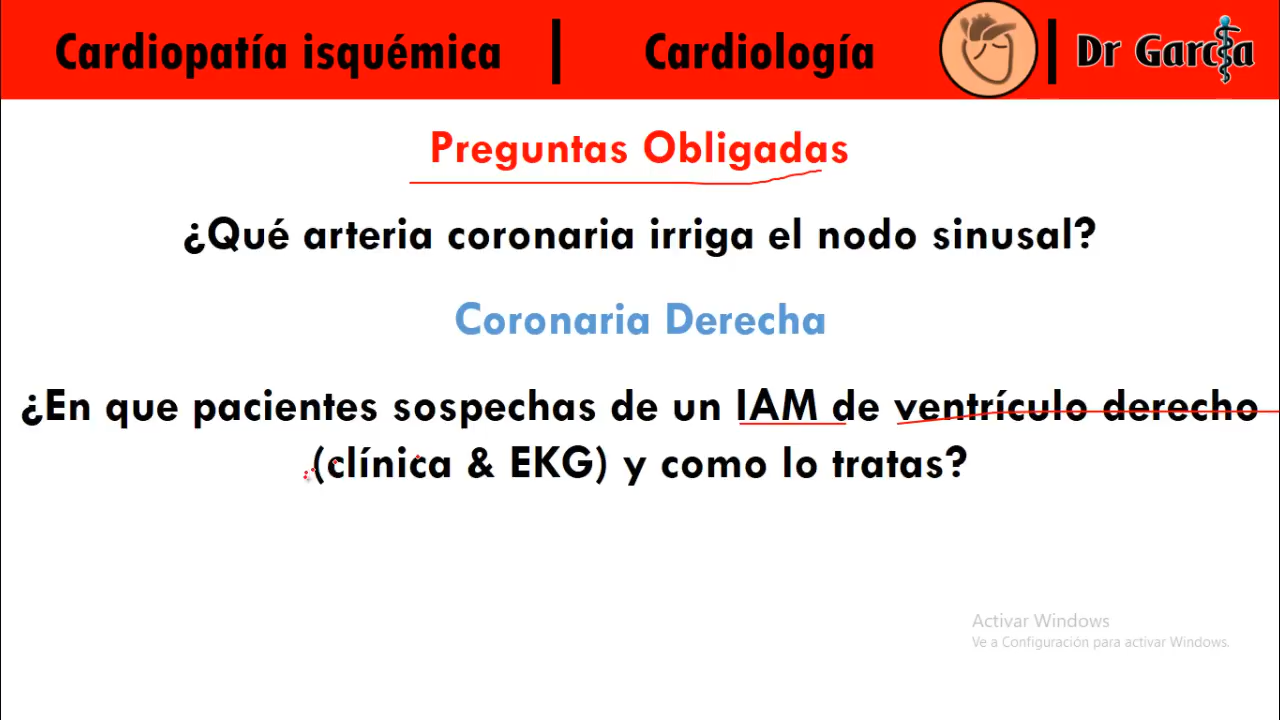 Cardiopatía isquémica | Cardiología | Dr García
Preguntas Obligadas
¿Qué arteria coronaria irriga el nodo sinusal?
Coronaria Derecha
¿En que pacientes sospechas de un IAM de ventrículo derecho
(clínica & EKG) y como lo tratas?
Activar Windows
Ve a Configuración para activar Windows.